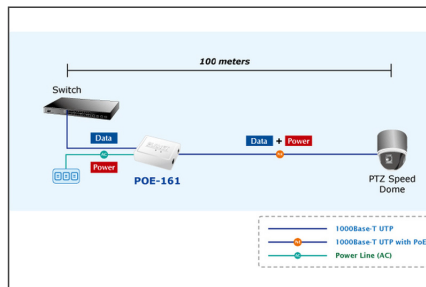 100 meters
Switch
Data
Data + Power
Power
POE-161
PTZ Speed
Dome
1000Base-T UTP
1000Base-T UTP with PoE
Power Line (AC)